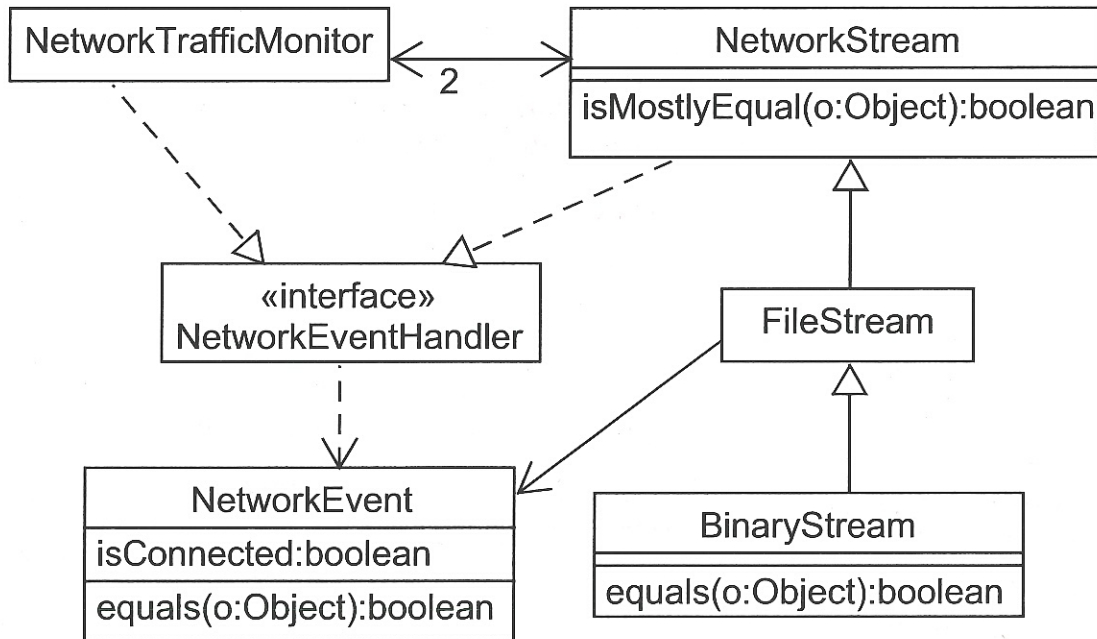 NetworkTrafficMonitor
2
NetworkStream
isMostlyEqual(o:Object):boolean
«interface»
NetworkEventHandler
FileStream
NetworkEvent
isConnected:boolean
equals(o:Object):boolean
BinaryStream
equals(o:Object):boolean